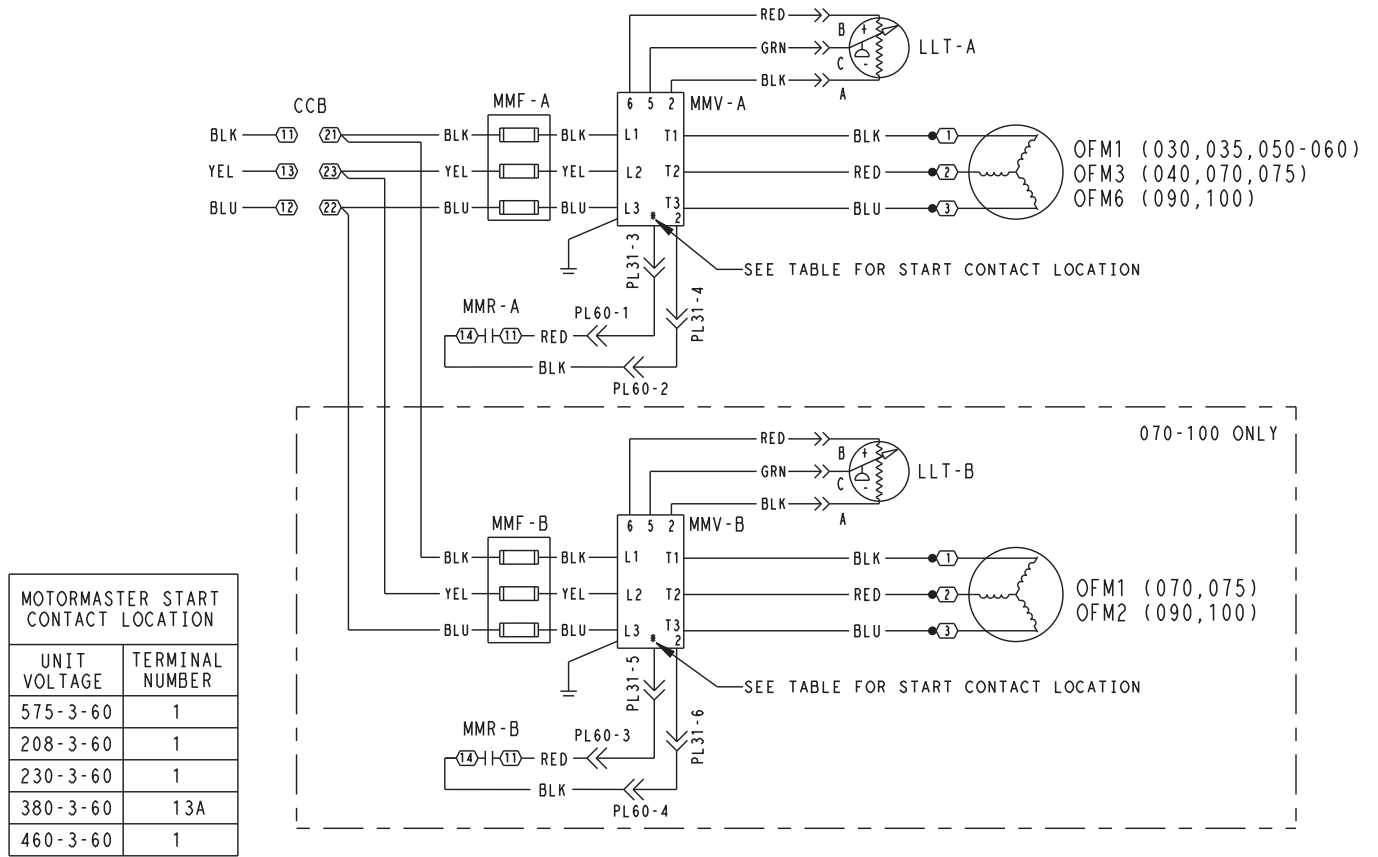 RED
B
+
GRN
LLT-A
C
-
BLK
A
CCB
MMF-A
6 5 2
MMV-A
BLK 11 21 BLK BLK L1 T1 BLK 1
YEL 13 23 YEL YEL L2 T2 RED 2
BLU 12 22 BLU BLU L3 T3 BLU 3
OFM1 (030,035,050-060)
OFM3 (040,070,075)
OFM6 (090,100)
* 2
PL31-3
SEE TABLE FOR START CONTACT LOCATION
PL31-4
MMR-A
PL60-1
14 11 RED
BLK
PL60-2
070-100 ONLY
RED
B
+
GRN
LLT-B
C
-
BLK
A
MMF-B
6 5 2
MMV-B
BLK BLK L1 T1 BLK 1
YEL YEL L2 T2 RED 2
BLU BLU L3 T3 BLU 3
OFM1 (070,075)
OFM2 (090,100)
* 2
PL31-5
SEE TABLE FOR START CONTACT LOCATION
PL31-6
MMR-B
PL60-3
14 11 RED
BLK
PL60-4
MOTORMASTER START
CONTACT LOCATION
UNIT TERMINAL
VOLTAGE NUMBER
575-3-60 1
208-3-60 1
230-3-60 1
380-3-60 13A
460-3-60 1